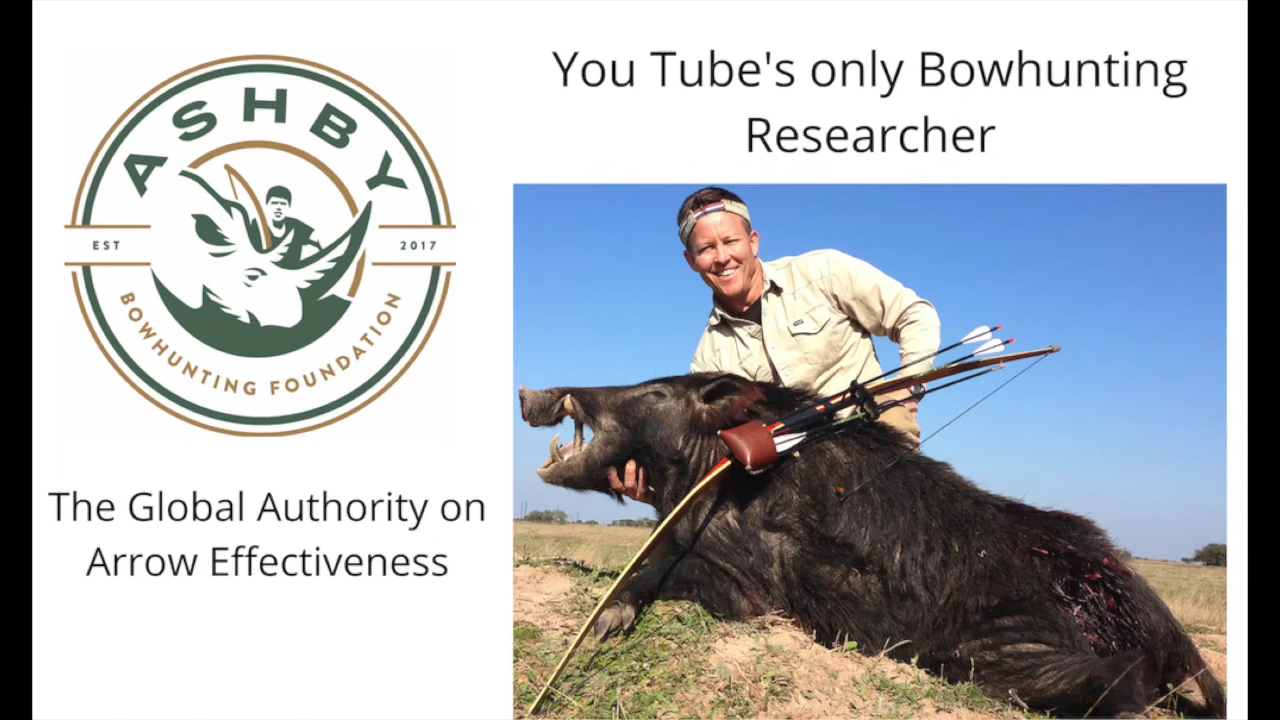 ASHBY
EST
2017
BOWHUNTING FOUNDATION
The Global Authority on
Arrow Effectiveness
You Tube's only Bowhunting
Researcher